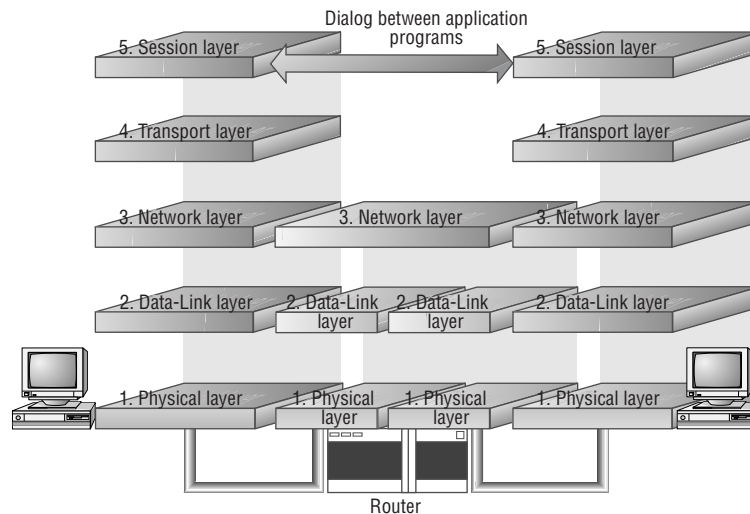 Dialog between application
programs
5. Session layer
5. Session layer
4. Transport layer
4. Transport layer
3. Network layer
3. Network layer
3. Network layer
2. Data-Link layer
2. Data-Link
layer
2. Data-Link
layer
2. Data-Link layer
1. Physical layer
1. Physical
layer
1. Physical
layer
1. Physical layer
Router